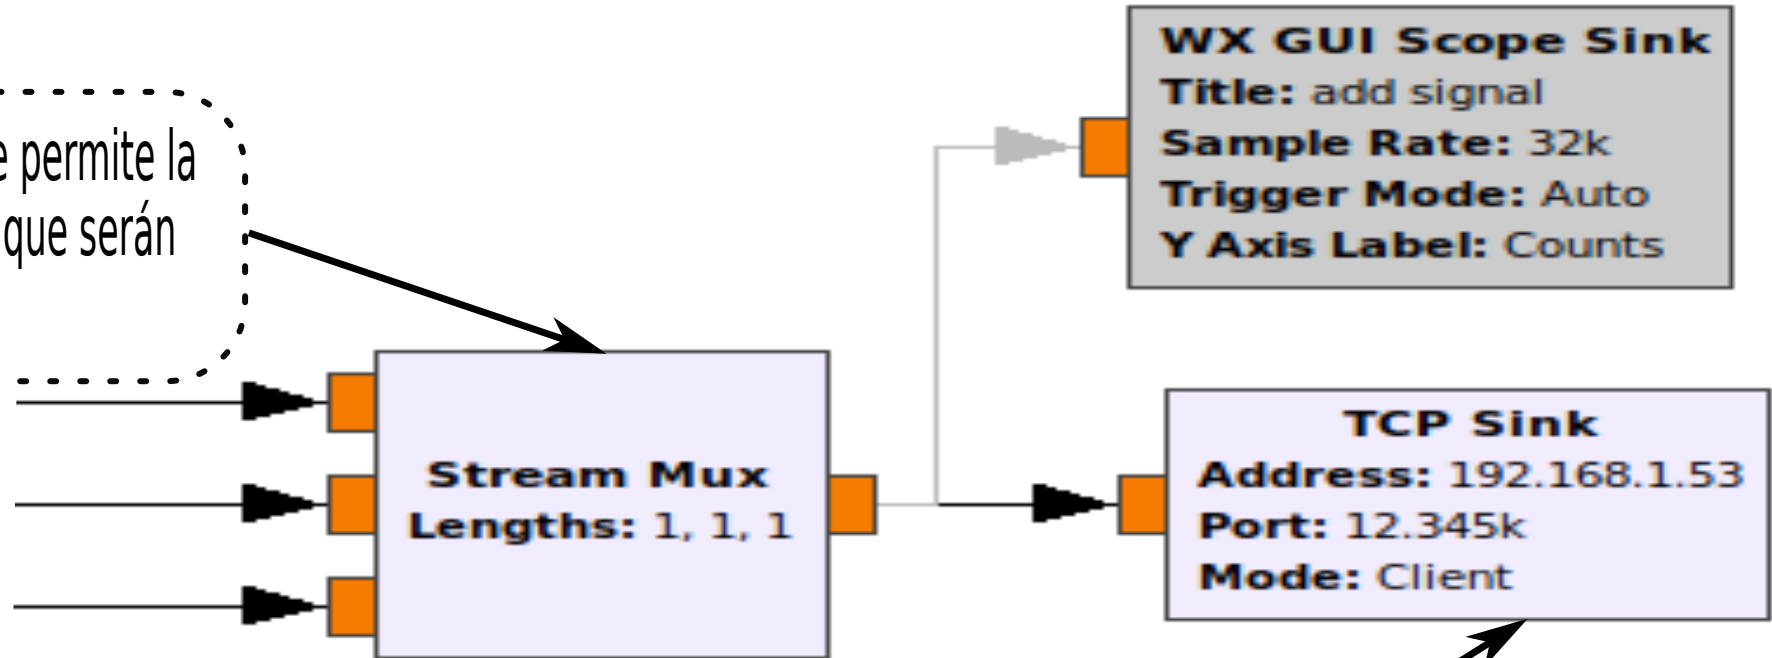 permite la
que serán
WX GUI Scope Sink
Title: add signal
Sample Rate: 32k
Trigger Mode: Auto
Y Axis Label: Counts
Stream Mux
Lengths: 1, 1, 1
TCP Sink
Address: 192.168.1.53
Port: 12.345k
Mode: Client